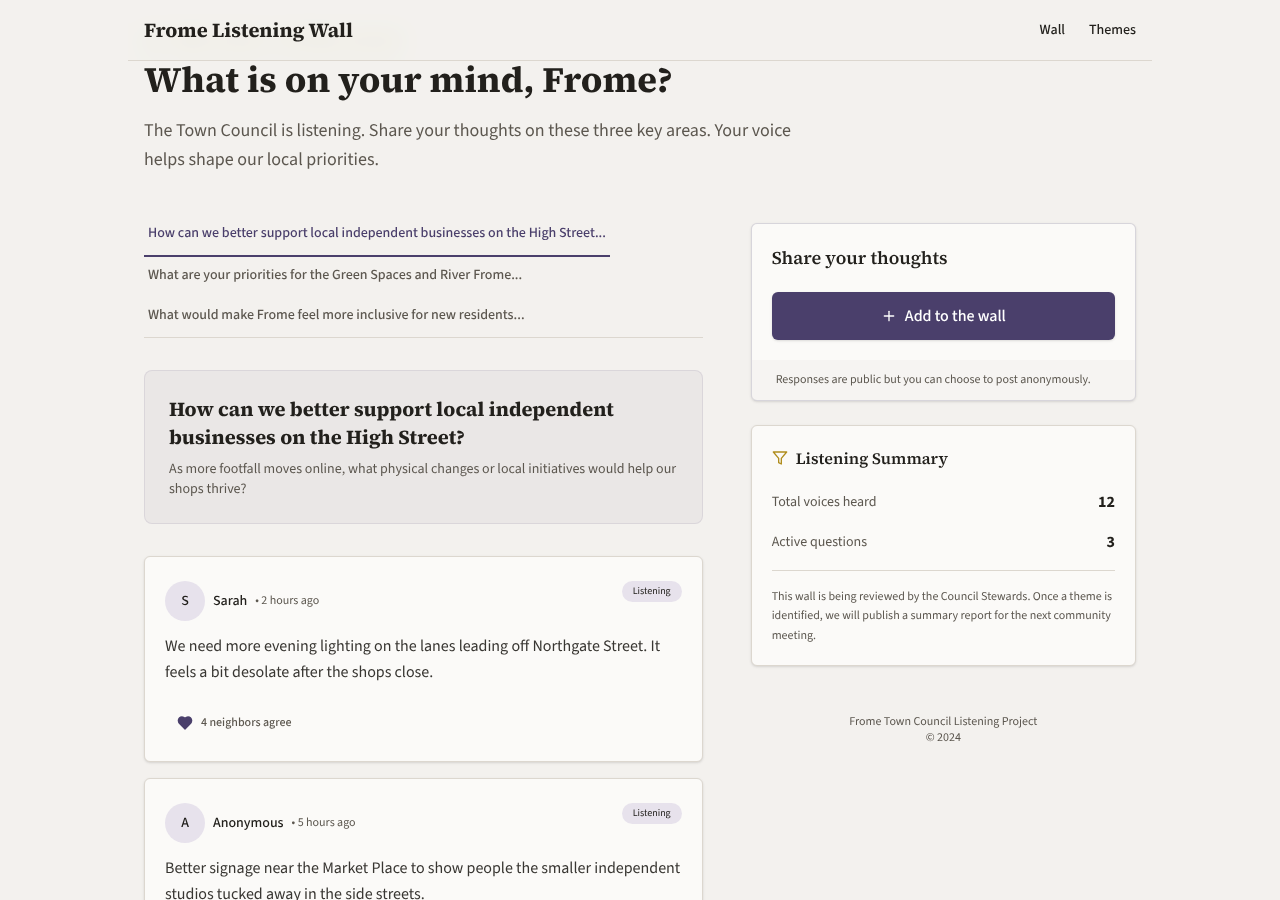 Frome Listening Wall
Wall Themes
What is on your mind, Frome?
The Town Council is listening. Share your thoughts on these three key areas. Your voice
helps shape our local priorities.
How can we better support local independent businesses on the High Street...
What are your priorities for the Green Spaces and River Frome...
What would make Frome feel more inclusive for new residents...
How can we better support local independent
businesses on the High Street?
As more footfall moves online, what physical changes or local initiatives would help our
shops thrive?
S Sarah • 2 hours ago Listening
We need more evening lighting on the lanes leading off Northgate Street. It
feels a bit desolate after the shops close.
4 neighbors agree
A Anonymous • 5 hours ago Listening
Better signage near the Market Place to show people the smaller independent
studios tucked away in the side streets.
Share your thoughts
+ Add to the wall
Responses are public but you can choose to post anonymously.
Listening Summary
Total voices heard 12
Active questions 3
This wall is being reviewed by the Council Stewards. Once a theme is
identified, we will publish a summary report for the next community
meeting.
Frome Town Council Listening Project
© 2024